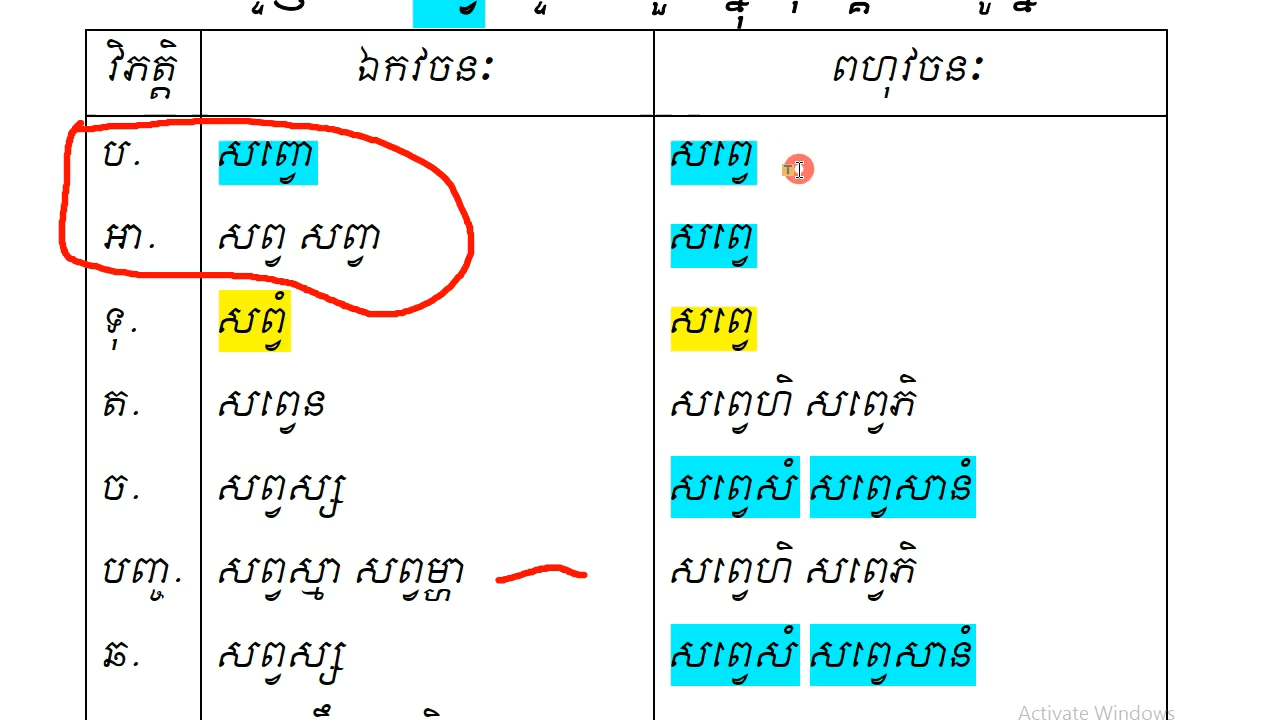 វិភត្តិ ឯកវចនៈ ពហុវចនៈ
ប. សព្វោ សព្វេ
អា. សព្វ សព្វា សព្វេ
ទុ. សព្វំ សព្វេ
ត. សព្វេន សព្វេហិ សព្វេភិ
ច. សព្វស្ស សព្វេសំ សព្វេសានំ
បញ្ច. សព្វស្មា សព្វម្ហា សព្វេហិ សព្វេភិ
ឆ. សព្វស្ស សព្វេសំ សព្វេសានំ
Activate Windows